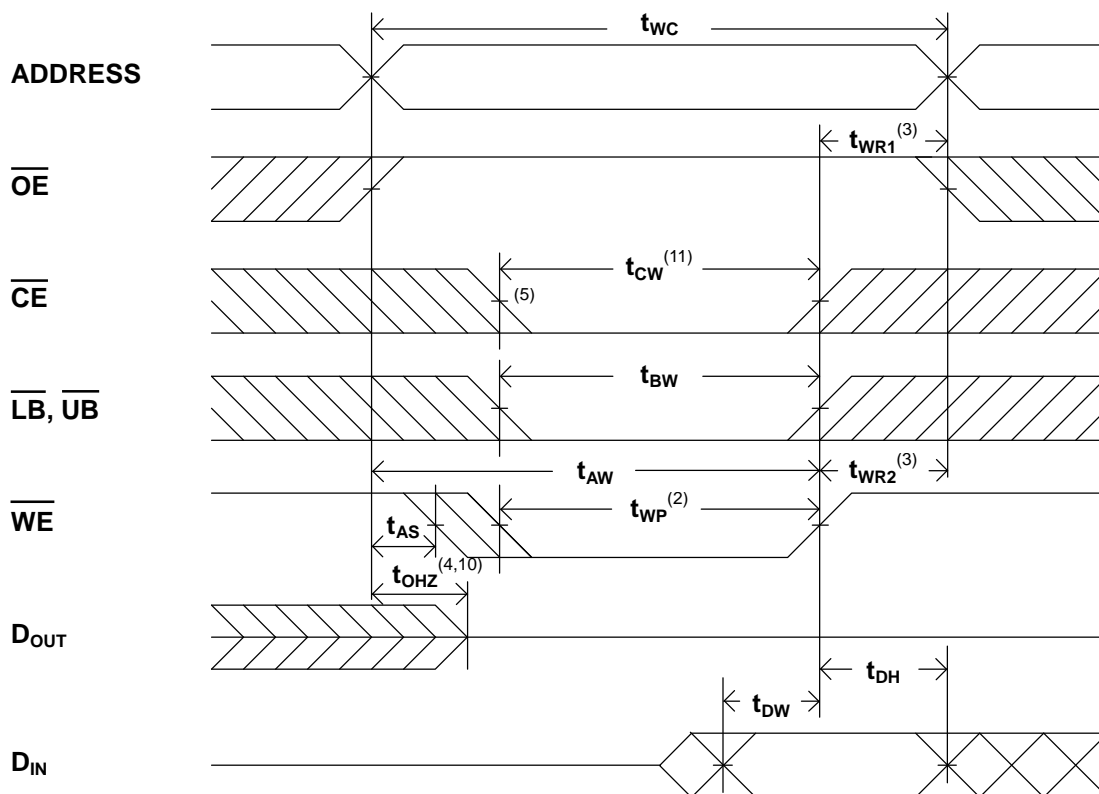 tWC
ADDRESS
tWR1(3)
OE
tCW(11)
CE
(5)
tBW
LB, UB
tAW
tWR2(3)
WE
tWP(2)
tAS
tOHZ(4,10)
DOUT
tDH
tDW
DIN